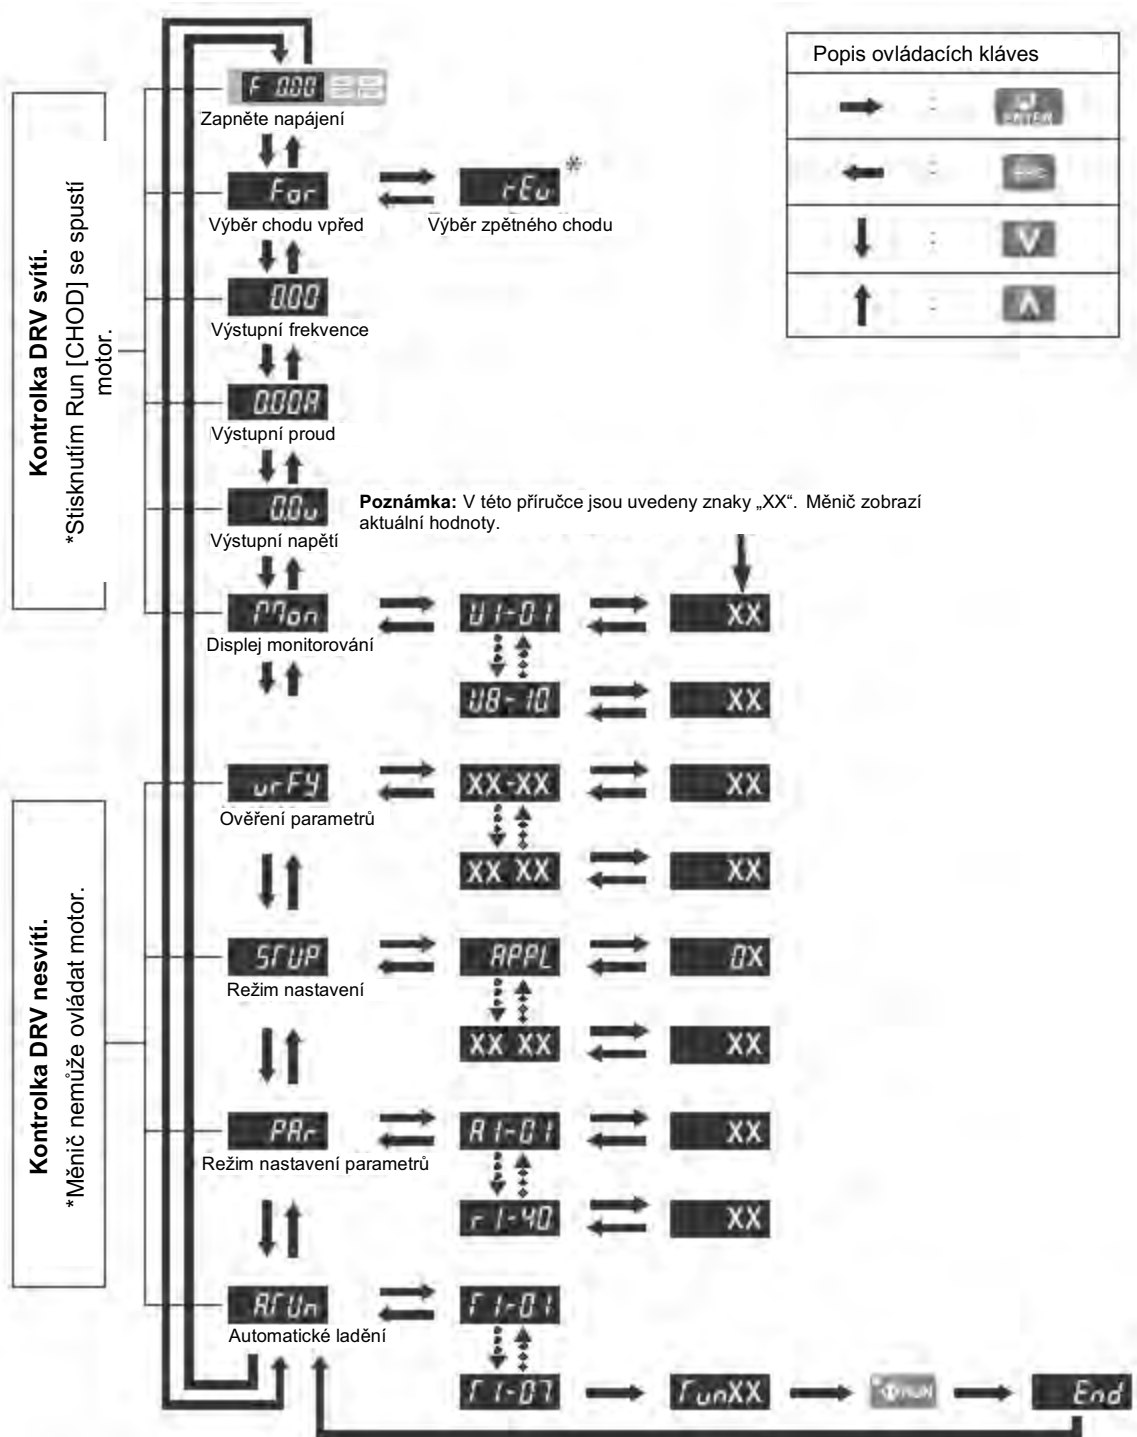 Popis ovládacích kláves
ENTER
ESC
V
Λ
Kontrolka DRV svítí.
*Stisknutím Run [CHOD] se spustí
motor.
F 0.00
Zapněte napájení
For
rEv
*
Výběr chodu vpřed
Výběr zpětného chodu
0.00
Výstupní frekvence
0.00A
Výstupní proud
0.0v
Výstupní napětí
Poznámka: V této příručce jsou uvedeny znaky „XX“. Měnič zobrazí
aktuální hodnoty.
Mon
U1-01
XX
Displej monitorování
U8-10
XX
Kontrolka DRV nesvítí.
*Měnič nemůže ovládat motor.
vrFY
XX-XX
XX
Ověření parametrů
XX XX
XX
STUP
APPL
0X
Režim nastavení
XX XX
XX
PAr
A1-01
XX
Režim nastavení parametrů
r1-40
XX
ATUn
T1-01
Automatické ladění
T1-07
TunXX
RUN
End